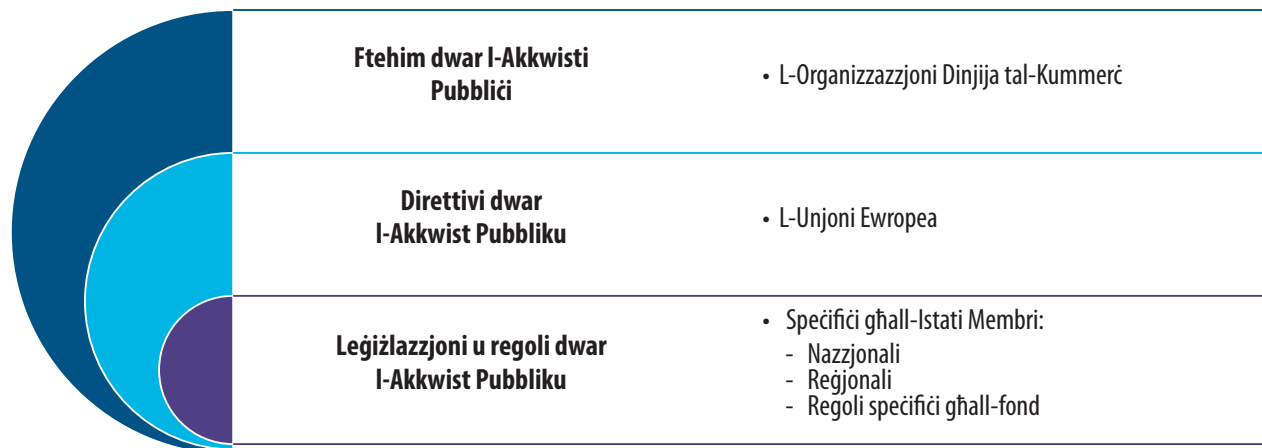 Ftehim dwar l-Akkwisti
Pubbliċi
• L-Organizzazzjoni Dinjija tal-Kummerċ
Direttivi dwar
l-Akkwist Pubbliku
• L-Unjoni Ewropea
Leġiżlazzjoni u regoli dwar
l-Akkwist Pubbliku
• Speċifiċi għall-Istati Membri:
- Nazzjonali
- Reġjonali
- Regoli speċifiċi għall-fond